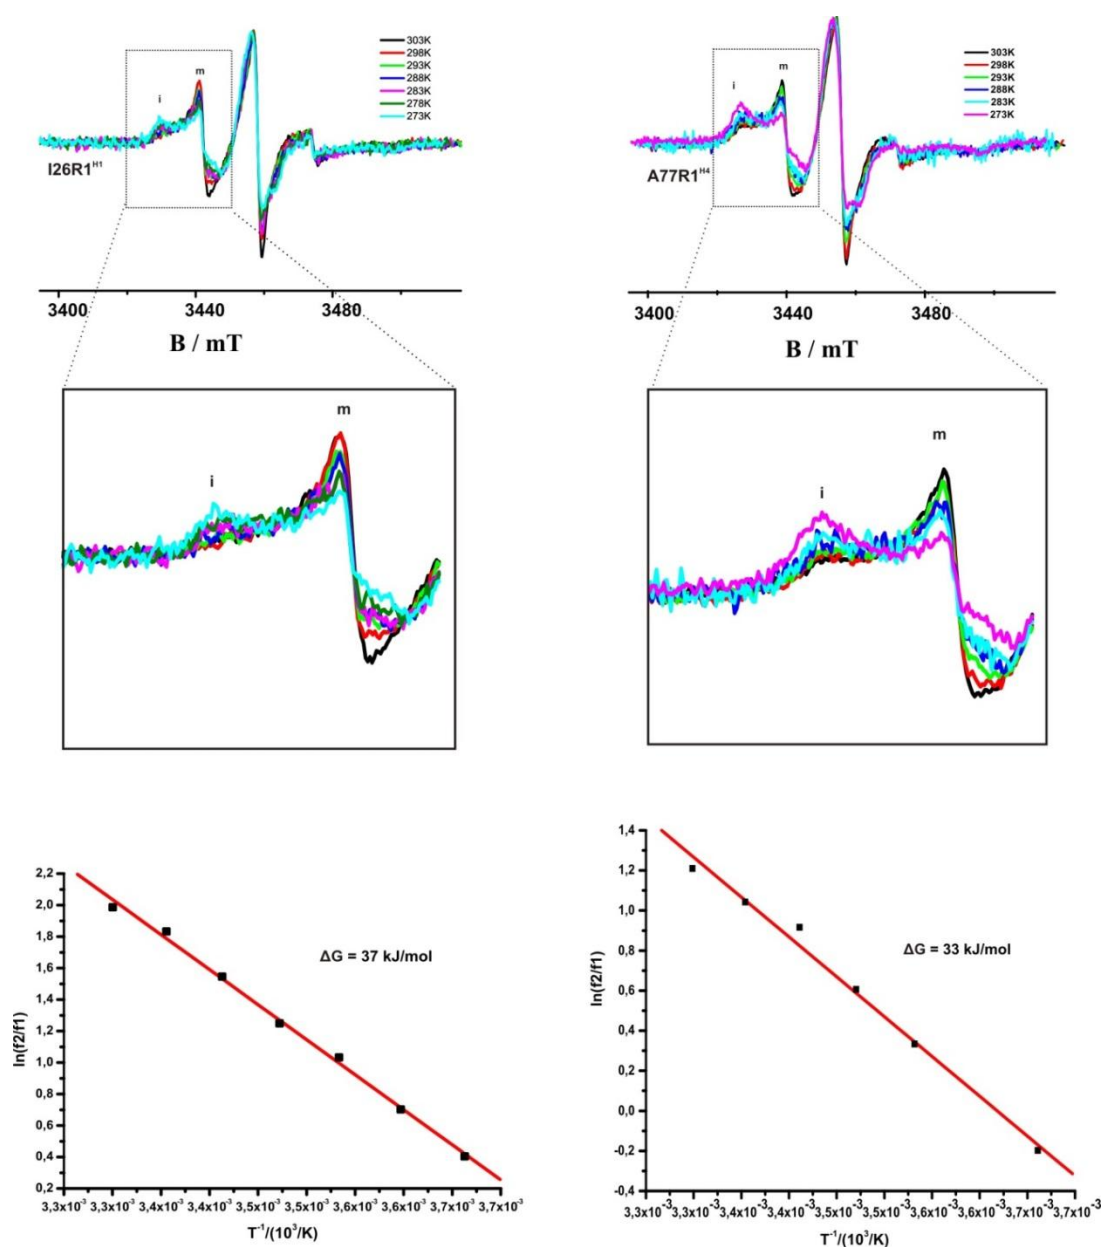 303K
298K
293K
288K
283K
278K
273K
m
i
I26R1H1
3400 3440 3480
B / mT
303K
298K
293K
288K
283K
273K
m
i
A77R1H4
3400 3440 3480
B / mT
m
i
m
i
2,2
2,0
1,8
1,6
1,4
1,2
1,0
0,8
0,6
0,4
0,2
ln(f2/f1)
ΔG = 37 kJ/mol
3,3x10-3 3,3x10-3 3,4x10-3 3,4x10-3 3,5x10-3 3,5x10-3 3,6x10-3 3,6x10-3 3,7x10-3 3,7x10-3
T-1/(103/K)
1,4
1,2
1,0
0,8
0,6
0,4
0,2
0,0
-0,2
-0,4
ln(f2/f1)
ΔG = 33 kJ/mol
3,3x10-3 3,3x10-3 3,4x10-3 3,4x10-3 3,5x10-3 3,5x10-3 3,6x10-3 3,6x10-3 3,7x10-3 3,7x10-3
T-1/(103/K)